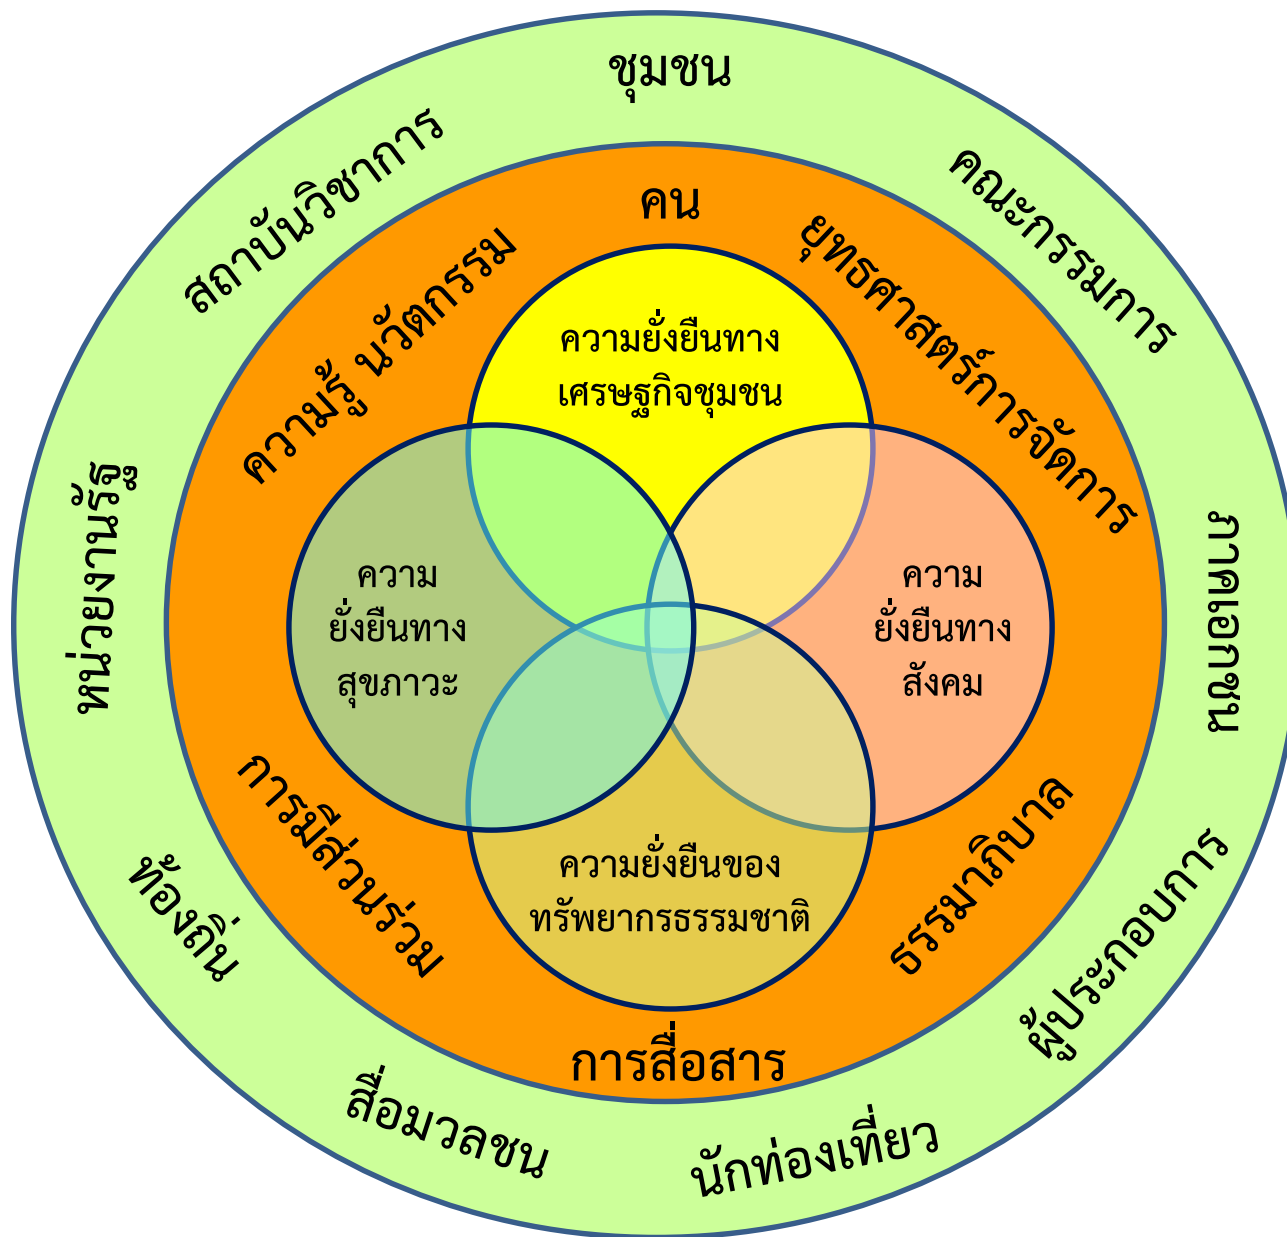 ชุมชน
คณะกรรมการ
ภาคเอกชน
ผู้ประกอบการ
นักท่องเที่ยว
สื่อมวลชน
ท้องถิ่น
หน่วยงานรัฐ
สถาบันวิชาการ
คน
ยุทธศาสตร์การจัดการ
ธรรมาภิบาล
การสื่อสาร
การมีส่วนร่วม
ความรู้ นวัตกรรม
ความยั่งยืนทาง
เศรษฐกิจชุมชน
ความ
ยั่งยืนทาง
สุขภาวะ
ความ
ยั่งยืนทาง
สังคม
ความยั่งยืนของ
ทรัพยากรธรรมชาติ